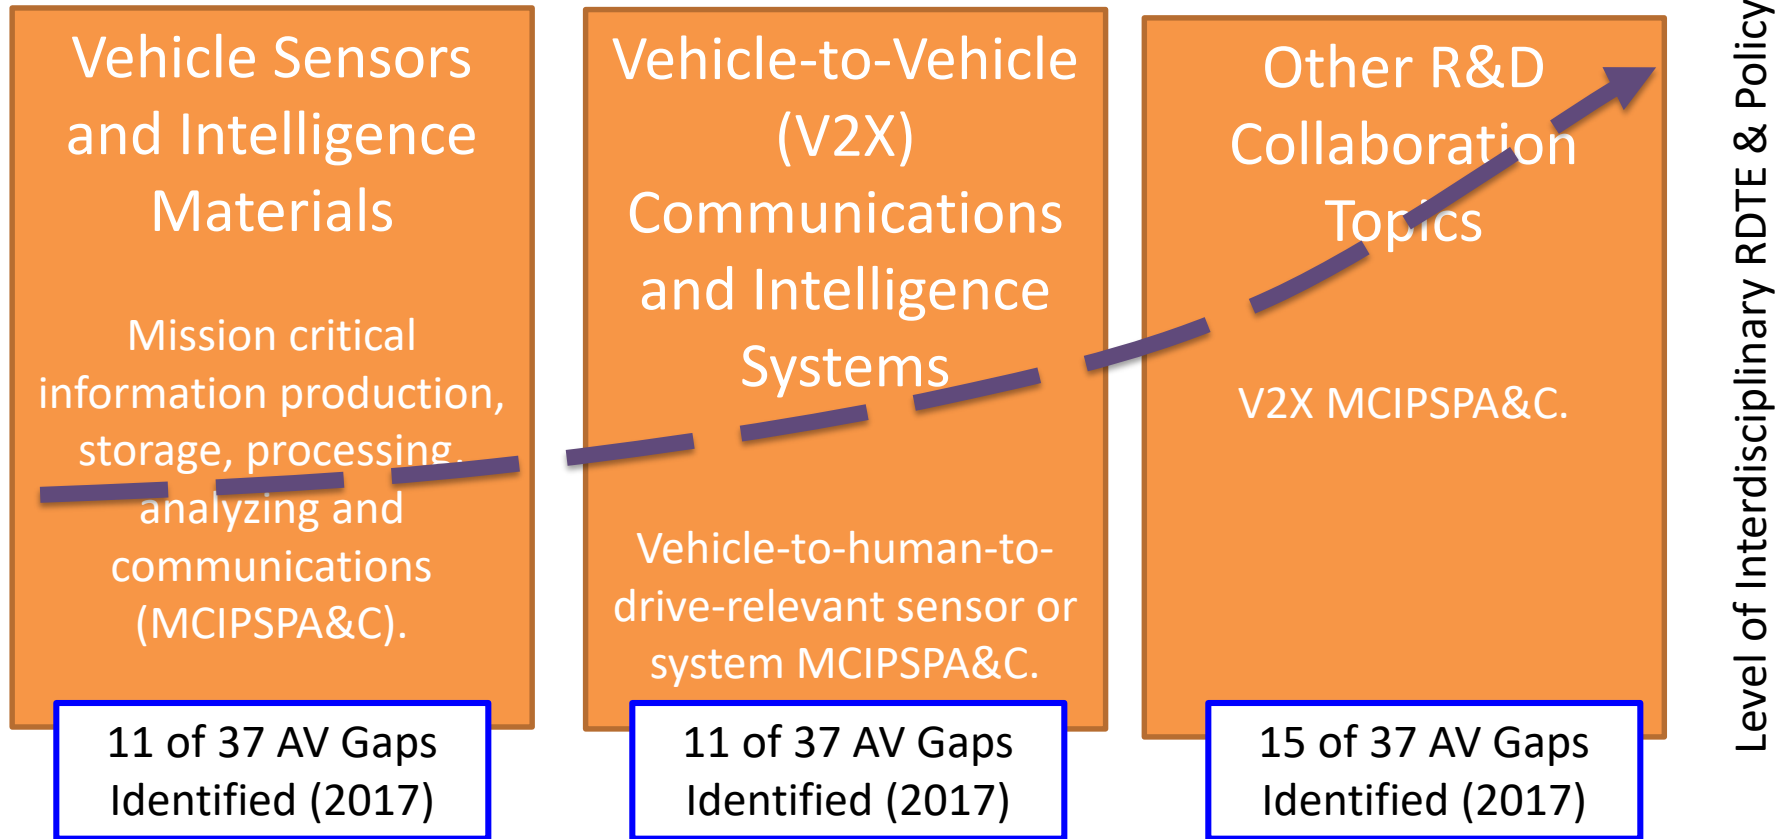 Vehicle Sensors
and Intelligence
Materials
Mission critical
information production,
storage, processing,
analyzing and
communications
(MCIPSPA&C).
11 of 37 AV Gaps
Identified (2017)
Vehicle-to-Vehicle
(V2X)
Communications
and Intelligence
Systems
Vehicle-to-human-to-
drive-relevant sensor or
system MCIPSPA&C.
11 of 37 AV Gaps
Identified (2017)
Other R&D
Collaboration
Topics
V2X MCIPSPA&C.
15 of 37 AV Gaps
Identified (2017)
Level of Interdisciplinary RDTE & Policy